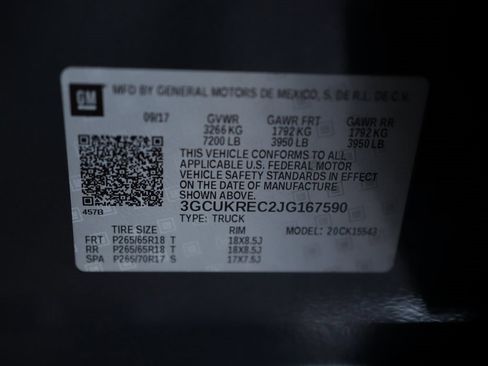 GM
MFD BY GENERAL MOTORS DE MEXICO, S. DE R.L. DE C.V.
09/17 GVWR GAWR FRT GAWR RR
3266 KG 1792 KG 1792 KG
7200 LB 3950 LB 3950 LB
THIS VEHICLE CONFORMS TO ALL
APPLICABLE U.S. FEDERAL MOTOR
VEHICLE SAFETY STANDARDS IN EFFECT
ON THE DATE OF MANUFACTURE
SHOWN ABOVE.
457B
3GCUKREC2JG167590
TYPE: TRUCK
TIRE SIZE RIM MODEL: 20CK15543
FRT P265/65R18 T 18X8.5J
RR P265/65R18 T 18X8.5J
SPA P265/70R17 S 17X7.5J